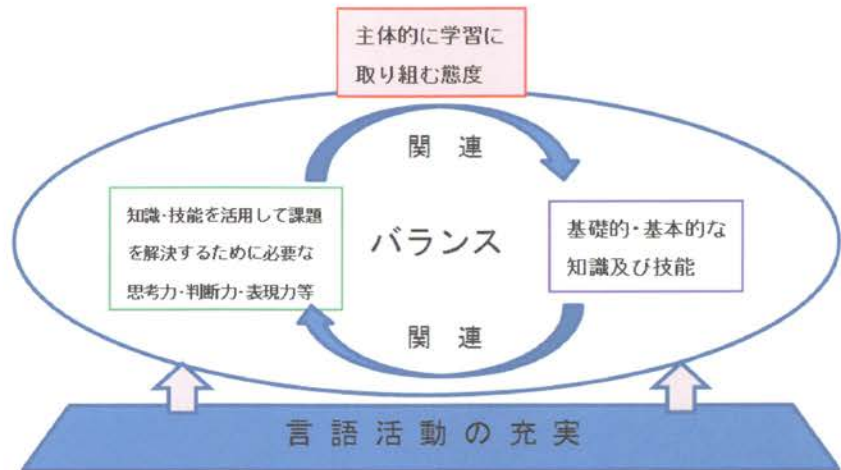 主体的に学習に
取り組む態度
関 連
知識・技能を活用して課題
を解決するために必要な
思考力・判断力・表現力等
バランス
基礎的・基本的な
知識及び技能
関 連
言語活動の充実